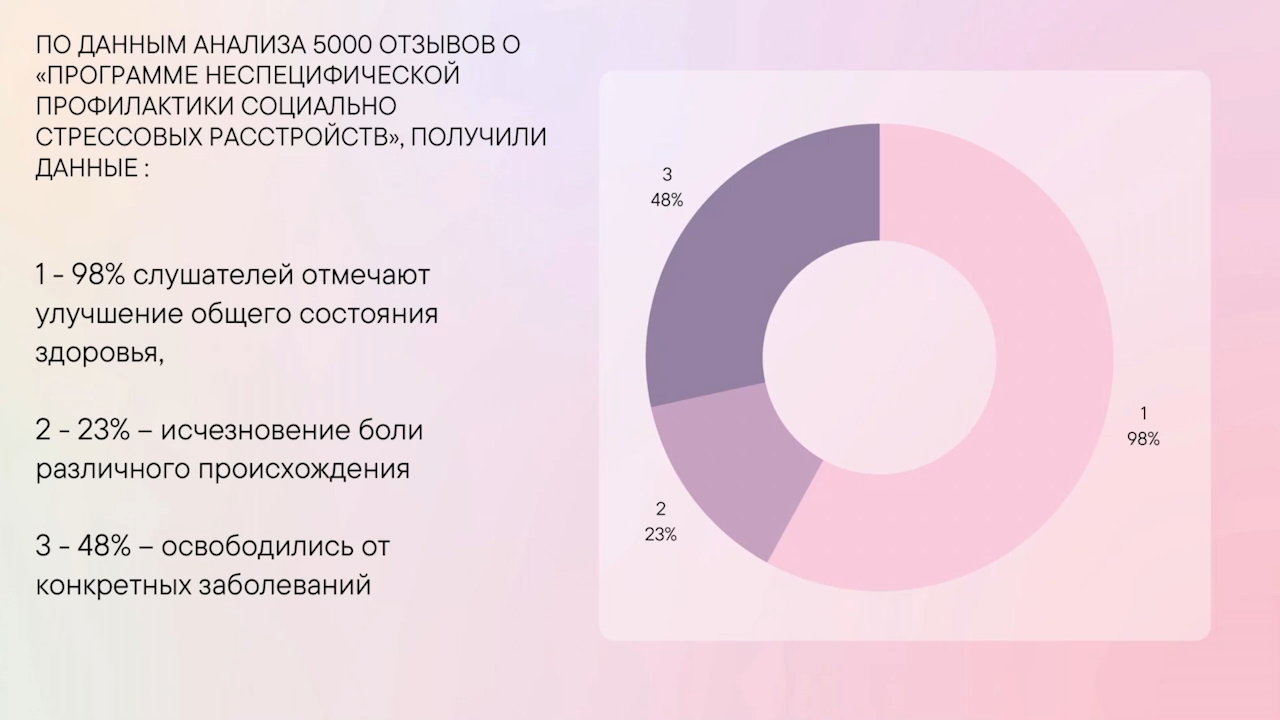 ПО ДАННЫМ АНАЛИЗА 5000 ОТЗЫВОВ О
«ПРОГРАММЕ НЕСПЕЦИФИЧЕСКОЙ
ПРОФИЛАКТИКИ СОЦИАЛЬНО
СТРЕССОВЫХ РАССТРОЙСТВ», ПОЛУЧИЛИ
ДАННЫЕ :
1 - 98% слушателей отмечают
улучшение общего состояния
здоровья,
2 - 23% – исчезновение боли
различного происхождения
3 - 48% – освободились от
конкретных заболеваний
3
48%
1
98%
2
23%